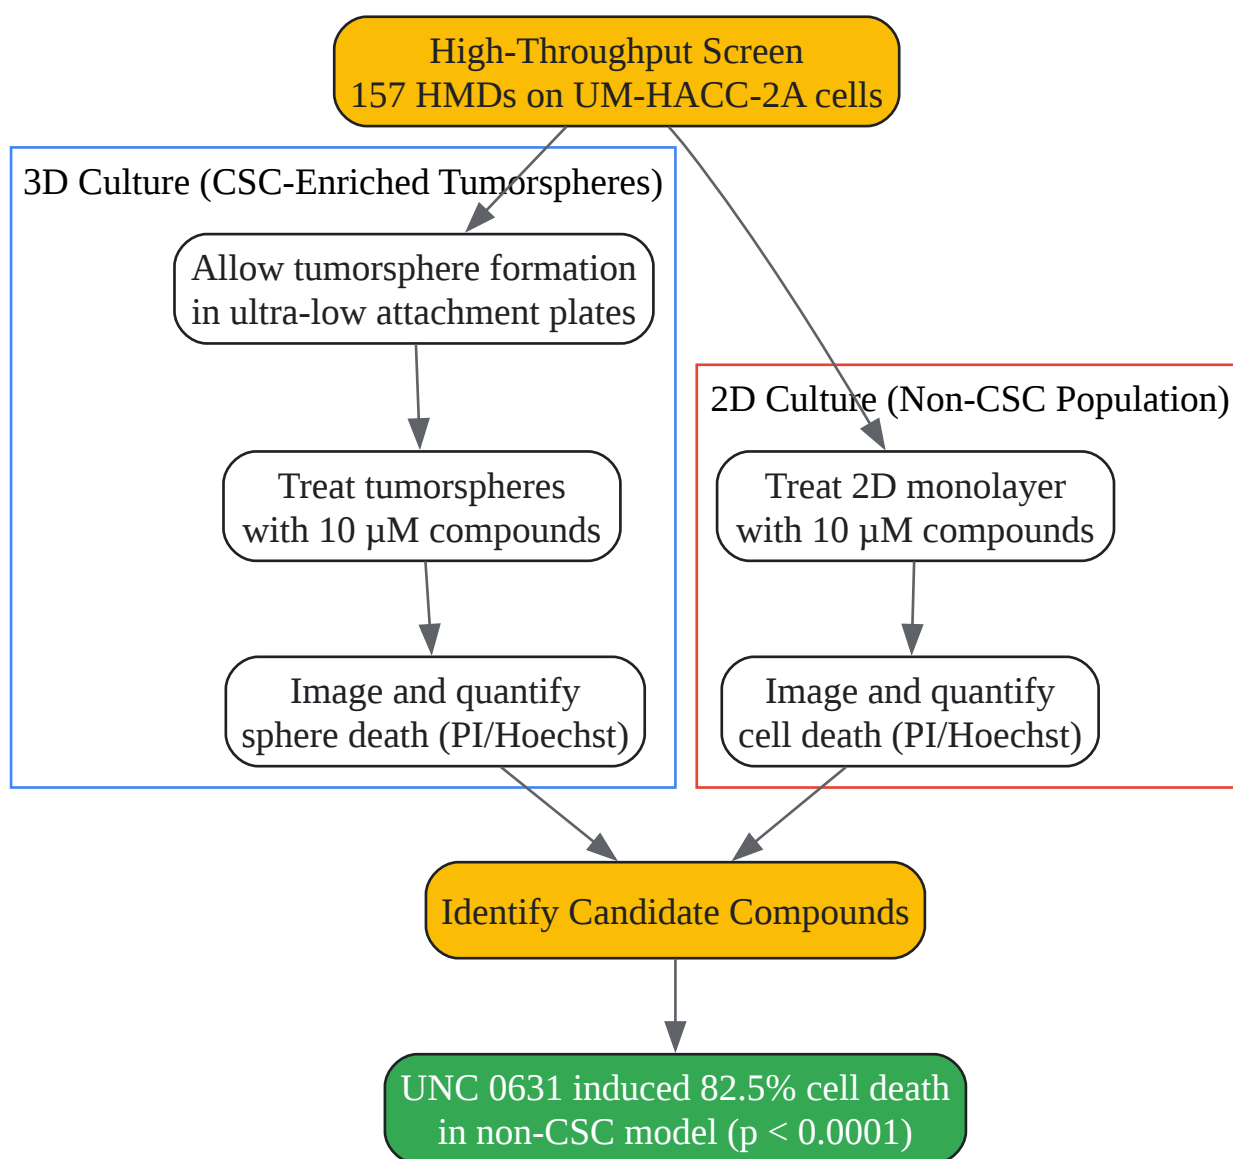 High-Throughput Screen
157 HMDs on UM-HACC-2A cells
3D Culture (CSC-Enriched Tumorspheres)
Allow tumorsphere formation
in ultra-low attachment plates
Treat tumorspheres
with 10 µM compounds
Image and quantify
sphere death (PI/Hoechst)
2D Culture (Non-CSC Population)
Treat 2D monolayer
with 10 µM compounds
Image and quantify
cell death (PI/Hoechst)
Identify Candidate Compounds
UNC 0631 induced 82.5% cell death
in non-CSC model (p < 0.0001)